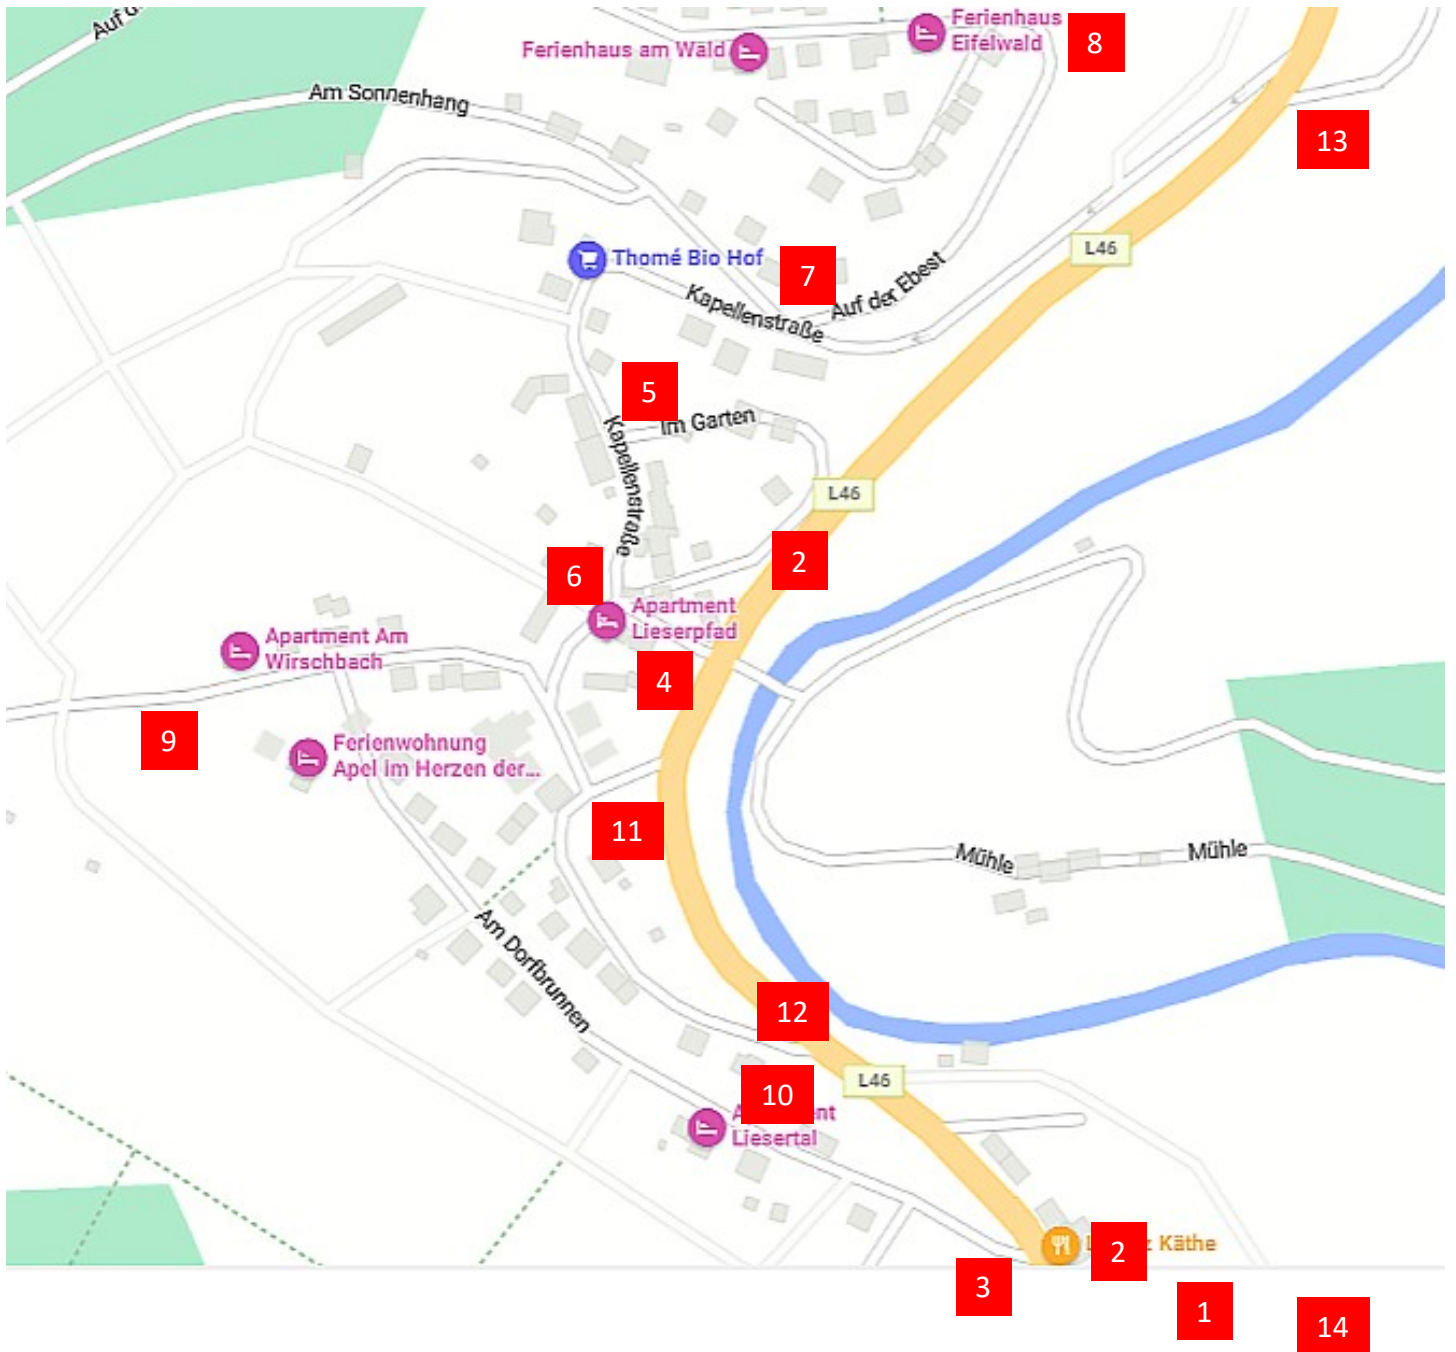 Auf d
Ferienhaus
Eifelwald
8
Ferienhaus am Wald
Am Sonnenhang
13
L46
Thomé Bio Hof
7
Auf der Ebest
Kapellenstraße
5
Im Garten
Kapellenstraße
L46
2
6
Apartment
Lieserpfad
Apartment Am
Wirschbach
4
9
Ferienwohnung
Apel im Herzen der...
11
Mühle
Mühle
Am Dorfbrunnen
12
L46
10
Liesertal
2
Käthe
3
1
14